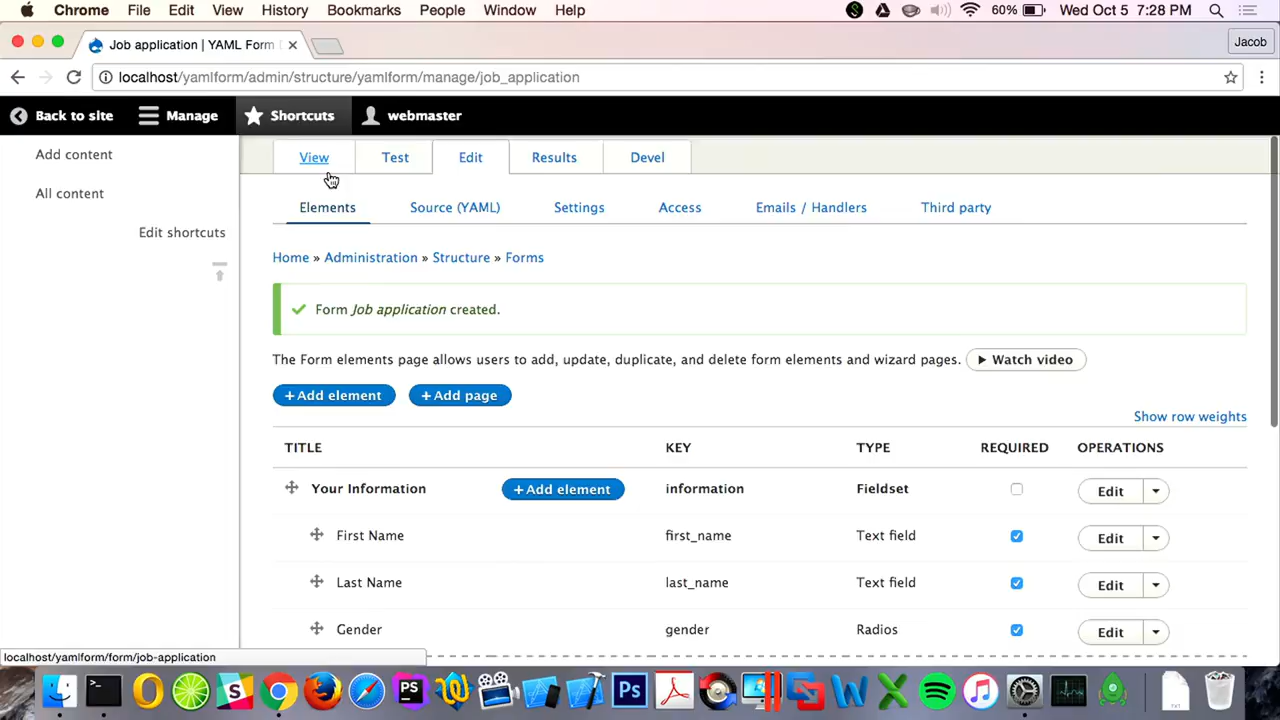 Chrome File Edit View History Bookmarks People Window Help 60% Wed Oct 5 7:28 PM
Job application | YAML Form Jacob
localhost/yamlform/admin/structure/yamlform/manage/job_application
Back to site Manage Shortcuts webmaster
Add content
All content
Edit shortcuts
View Test Edit Results Devel
Elements Source (YAML) Settings Access Emails / Handlers Third party
Home » Administration » Structure » Forms
Form Job application created.
The Form elements page allows users to add, update, duplicate, and delete form elements and wizard pages. Watch video
+Add element +Add page
Show row weights
TITLE KEY TYPE REQUIRED OPERATIONS
Your Information +Add element information Fieldset Edit
First Name first_name Text field Edit
Last Name last_name Text field Edit
Gender gender Radios Edit
localhost/yamlform/form/job-application